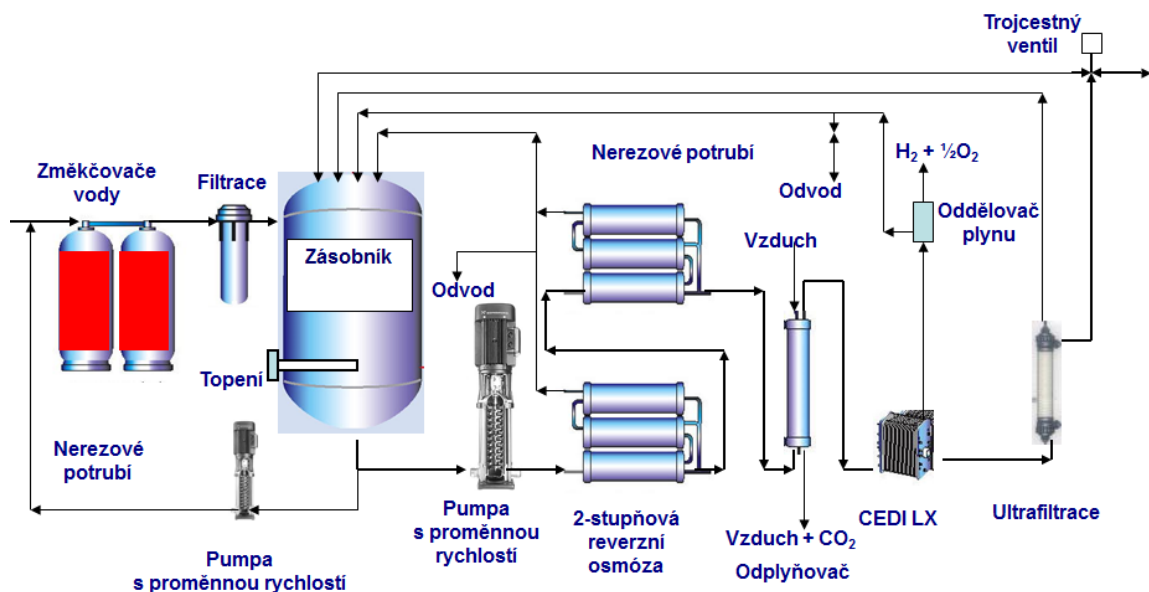 Trojcestný
ventil
Změkčovače
vody
Filtrace
Nerezové potrubí
H2 + ½O2
Odvod
Oddělovač
plynu
Vzduch
Zásobník
Odvod
Topení
Nerezové
potrubí
Pumpa
s proměnnou
rychlostí
2-stupňová
reverzní
osmóza
Vzduch + CO2
Odplyňovač
CEDI LX
Ultrafiltrace
Pumpa
s proměnnou rychlostí